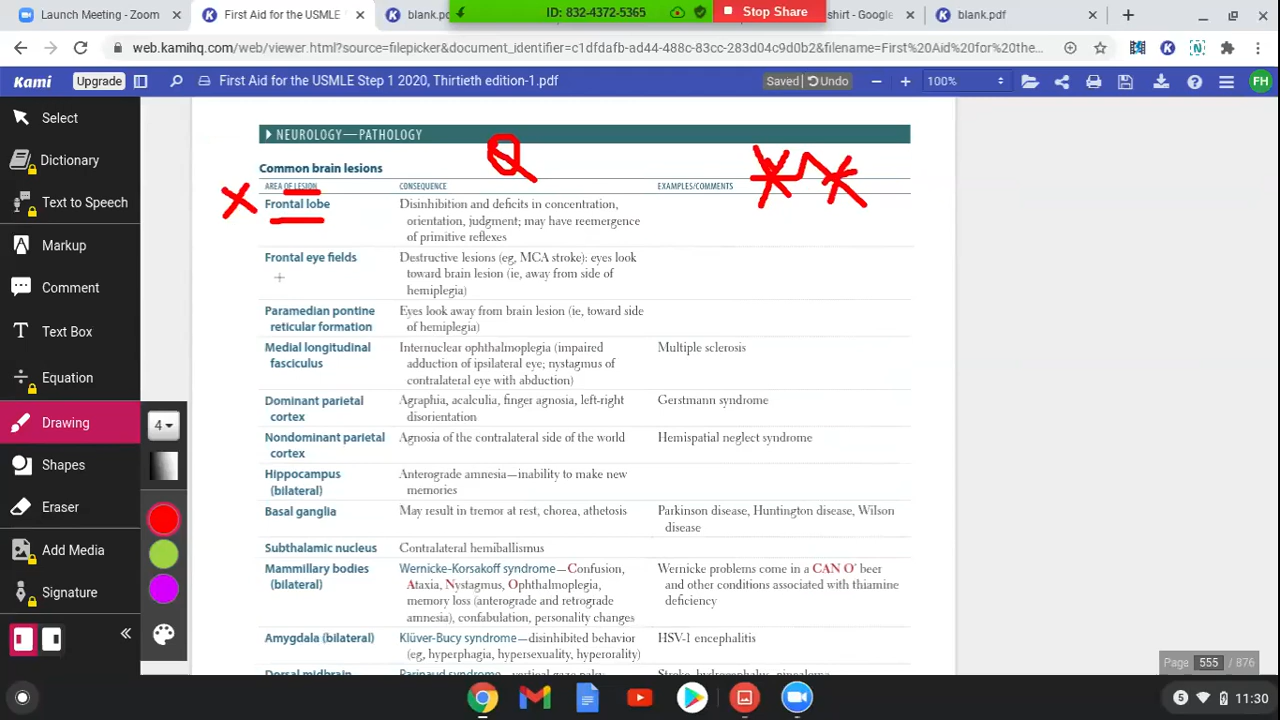 Launch Meeting - Zoom
First Aid for the USMLE
blank.pdf
ID: 832-4372-5365
Stop Share
shirt - Google
blank.pdf
web.kamihq.com/web/viewer.html?source=filepicker&document_identifier=c1dfdafb-ad44-488c-83cc-283d04c9d0b2&filename=First%20Aid%20for%20the...
Kami
Upgrade
First Aid for the USMLE Step 1 2020, Thirtieth edition-1.pdf
Saved
Undo
100%
FH
Select
Dictionary
Text to Speech
Markup
Comment
Text Box
Equation
Drawing
Shapes
Eraser
Add Media
Signature
4
NEUROLOGY—PATHOLOGY
Common brain lesions
AREA OF LESION CONSEQUENCE EXAMPLES/COMMENTS
Frontal lobe Disinhibition and deficits in concentration,
orientation, judgment; may have reemergence
of primitive reflexes
Frontal eye fields Destructive lesions (eg, MCA stroke): eyes look
toward brain lesion (ie, away from side of
hemiplegia)
Paramedian pontine Eyes look away from brain lesion (ie, toward side
reticular formation of hemiplegia)
Medial longitudinal Internuclear ophthalmoplegia (impaired Multiple sclerosis
fasciculus adduction of ipsilateral eye; nystagmus of
contralateral eye with abduction)
Dominant parietal Agraphia, acalculia, finger agnosia, left-right Gerstmann syndrome
cortex disorientation
Nondominant parietal Agnosia of the contralateral side of the world Hemispatial neglect syndrome
cortex
Hippocampus Anterograde amnesia—inability to make new
(bilateral) memories
Basal ganglia May result in tremor at rest, chorea, athetosis Parkinson disease, Huntington disease, Wilson
disease
Subthalamic nucleus Contralateral hemiballismus
Mammillary bodies Wernicke-Korsakoff syndrome—Confusion, Wernicke problems come in a CAN O' beer
(bilateral) Ataxia, Nystagmus, Ophthalmoplegia, and other conditions associated with thiamine
memory loss (anterograde and retrograde deficiency
amnesia), confabulation, personality changes
Amygdala (bilateral) Klüver-Bucy syndrome—disinhibited behavior HSV-1 encephalitis
(eg, hyperphagia, hypersexuality, hyperorality)
Dorsal midbrain Parinaud syndrome—vertical gaze palsy Stroke, hydrocephalus, pinealoma
Page 555 / 876
5
11:30